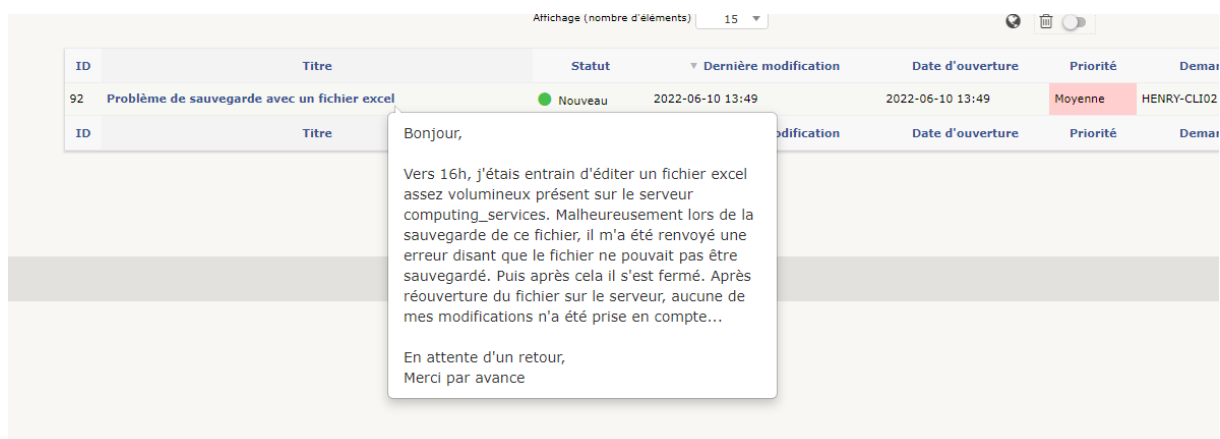 Affichage (nombre d'éléments) 15
ID Titre Statut Dernière modification Date d'ouverture Priorité
92 Problème de sauvegarde avec un fichier excel Nouveau 2022-06-10 13:49 2022-06-10 13:49 Moyenne HENRY-CLI02
ID Titre Date d'ouverture Priorité
Bonjour,
Vers 16h, j'étais entrain d'éditer un fichier excel
assez volumineux présent sur le serveur
computing_services. Malheureusement lors de la
sauvegarde de ce fichier, il m'a été renvoyé une
erreur disant que le fichier ne pouvait pas être
sauvegardé. Puis après cela il s'est fermé. Après
réouverture du fichier sur le serveur, aucune de
mes modifications n'a été prise en compte...
En attente d'un retour,
Merci par avance